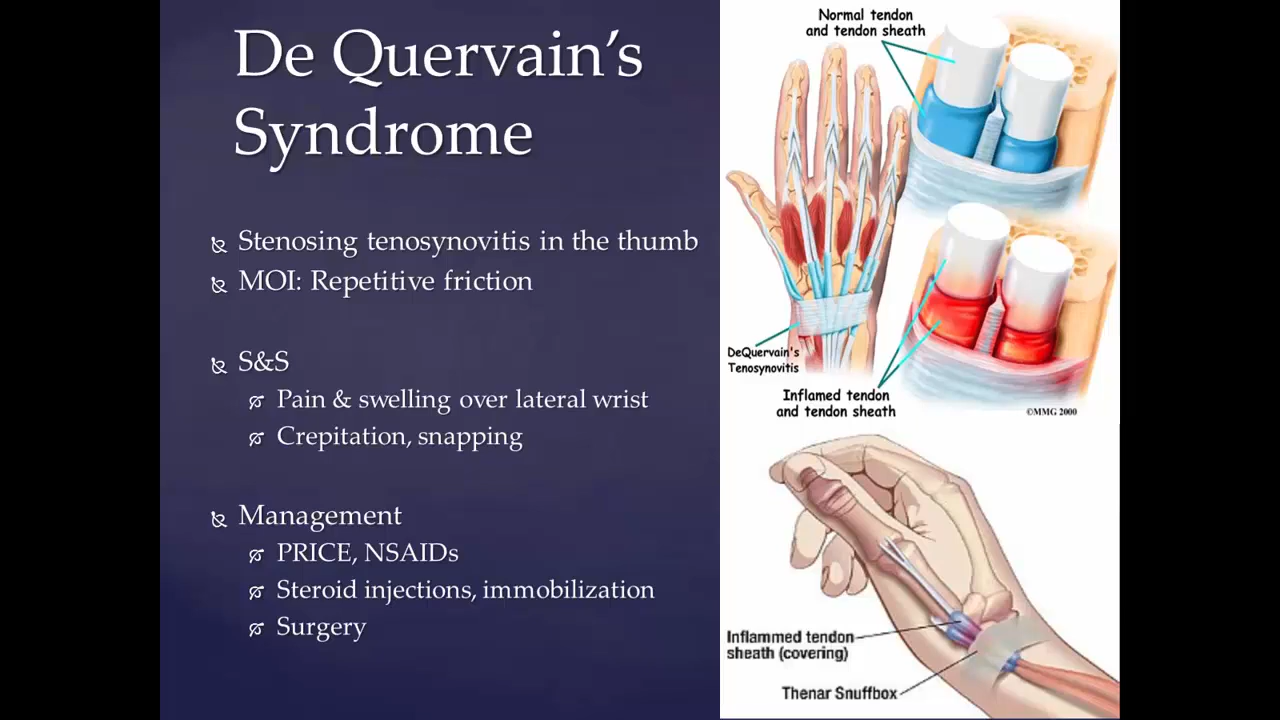 De Quervain’s
Syndrome
Stenosing tenosynovitis in the thumb
MOI: Repetitive friction
S&S
Pain & swelling over lateral wrist
Crepitation, snapping
Management
PRICE, NSAIDs
Steroid injections, immobilization
Surgery
Normal tendon
and tendon sheath
DeQuervain's
Tenosynovitis
Inflamed tendon
and tendon sheath
©MMG 2000
Inflammed tendon
sheath (covering)
Thenar Snuffbox